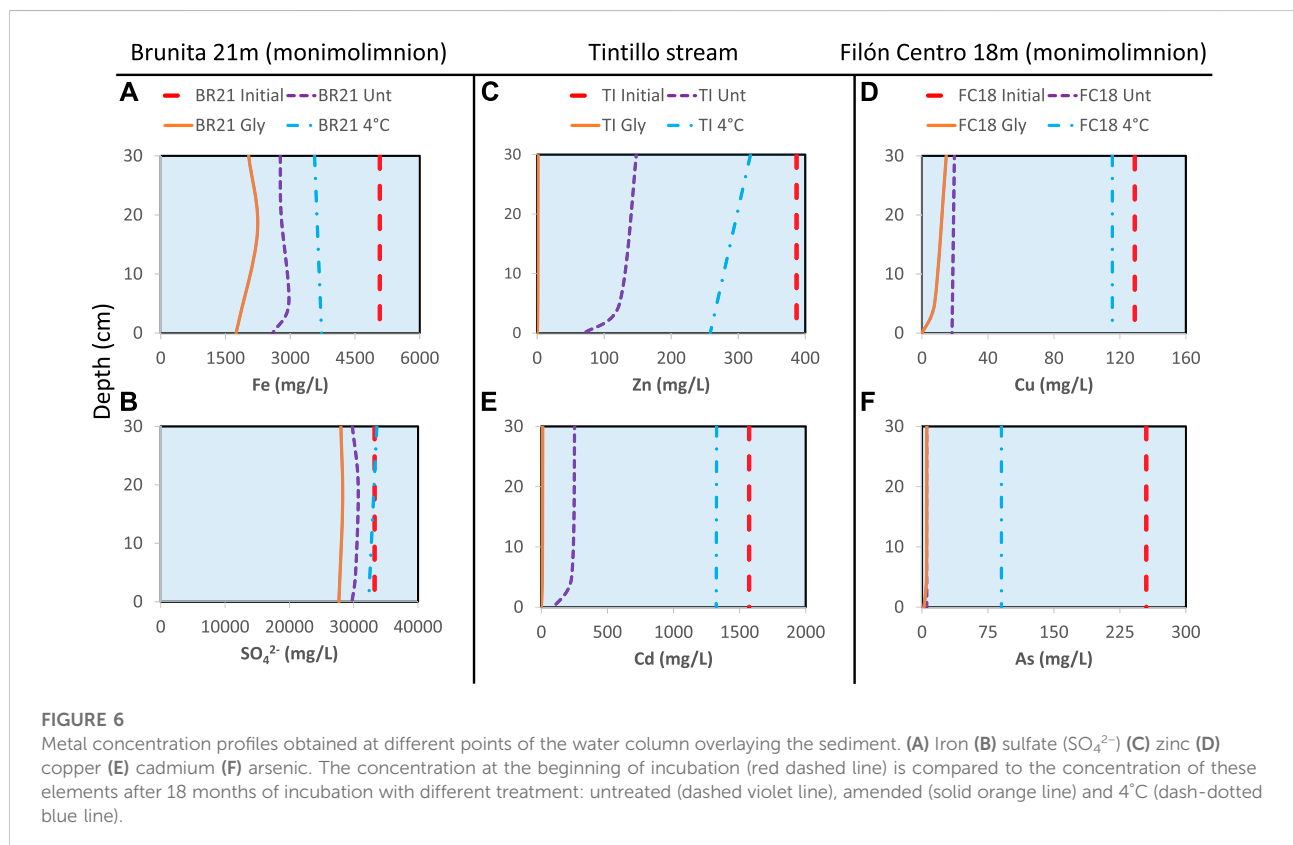 Brunita 21m (monimolimnion)
Tintillo stream
Filón Centro 18m (monimolimnion)
Depth (cm)
A
BR21 Initial
BR21 Unt
BR21 Gly
BR21 4°C
30
20
10
0
0 1500 3000 4500 6000
Fe (mg/L)
B
30
20
10
0
0 10000 20000 30000 40000
SO₄²⁻ (mg/L)
C
TI Initial
TI Unt
TI Gly
TI 4°C
30
20
10
0
0 100 200 300 400
Zn (mg/L)
E
30
20
10
0
0 500 1000 1500 2000
Cd (mg/L)
D
FC18 Initial
FC18 Unt
FC18 Gly
FC18 4°C
30
20
10
0
0 40 80 120 160
Cu (mg/L)
F
30
20
10
0
0 75 150 225 300
As (mg/L)
FIGURE 6
Metal concentration profiles obtained at different points of the water column overlaying the sediment. (A) Iron (B) sulfate (SO₄²⁻) (C) zinc (D)
copper (E) cadmium (F) arsenic. The concentration at the beginning of incubation (red dashed line) is compared to the concentration of these
elements after 18 months of incubation with different treatment: untreated (dashed violet line), amended (solid orange line) and 4°C (dash-dotted
blue line).